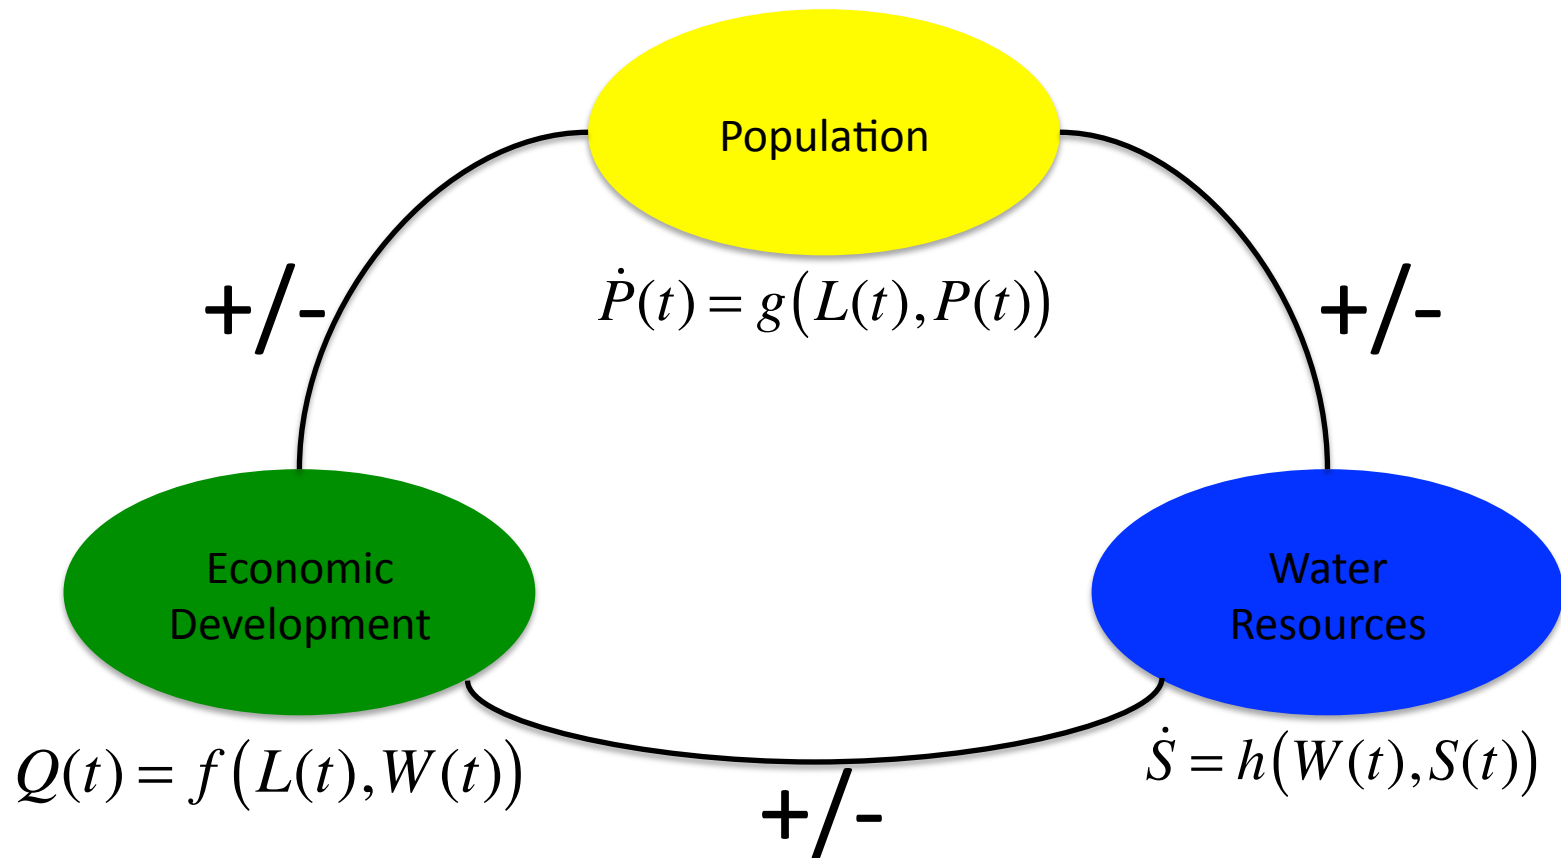 Population
Ṗ(t) = g(L(t), P(t))
+/-
+/-
Economic
Development
Water
Resources
Q(t) = f(L(t), W(t))
Ṡ = h(W(t), S(t))
+/-